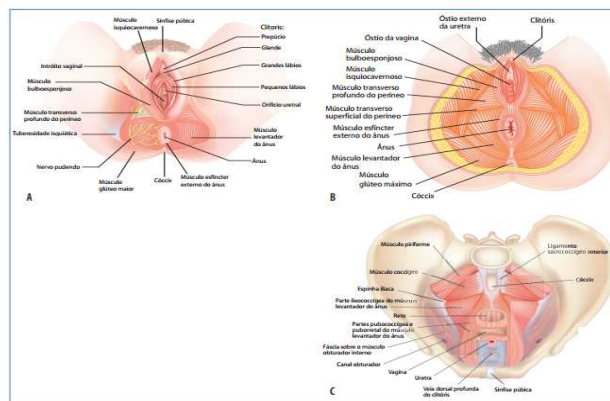 Músculo
isquiocavernoso
Sínfise púbica
Clitoris:
Prepúcio
Glande
Grandes lábios
Pequenos lábios
Orifício uretral
Intróito vaginal
Músculo
bulboesponjoso
Músculo transverso
profundo do períneo
Tuberosidade isquiática
Nervo pudendo
Músculo
glúteo maior
Cóccix
Músculo esfíncter
externo do ânus
Ânus
Músculo
levantador
do ânus
A
Óstio externo
da uretra
Clitóris
Óstio da vagina
Músculo
bulboesponjoso
Músculo
isquiocavernoso
Músculo transverso
profundo do períneo
Músculo transverso
superficial do períneo
Músculo esfíncter
externo do ânus
Ânus
Músculo levantador
do ânus
Músculo
glúteo máximo
Cóccix
B
Músculo piriforme
Músculo coccígeo
Espinha ilíaca
Parte ileococcígea do músculo
levantador do ânus
Reto
Partes pubococcígea e
puborretal do músculo
levantador do ânus
Fáscia sobre o músculo
obturador interno
Canal obturador
Vagina
Uretra
Veia dorsal profunda
do clitóris
Sínfise púbica
Ligamento
sacrococcígeo anterior
Cóccix
C